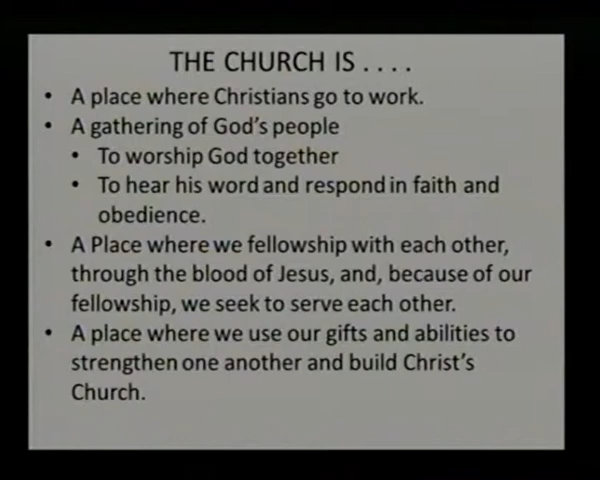 THE CHURCH IS . . . .
• A place where Christians go to work.
• A gathering of God's people
• To worship God together
• To hear his word and respond in faith and
obedience.
• A Place where we fellowship with each other,
through the blood of Jesus, and, because of our
fellowship, we seek to serve each other.
• A place where we use our gifts and abilities to
strengthen one another and build Christ's
Church.